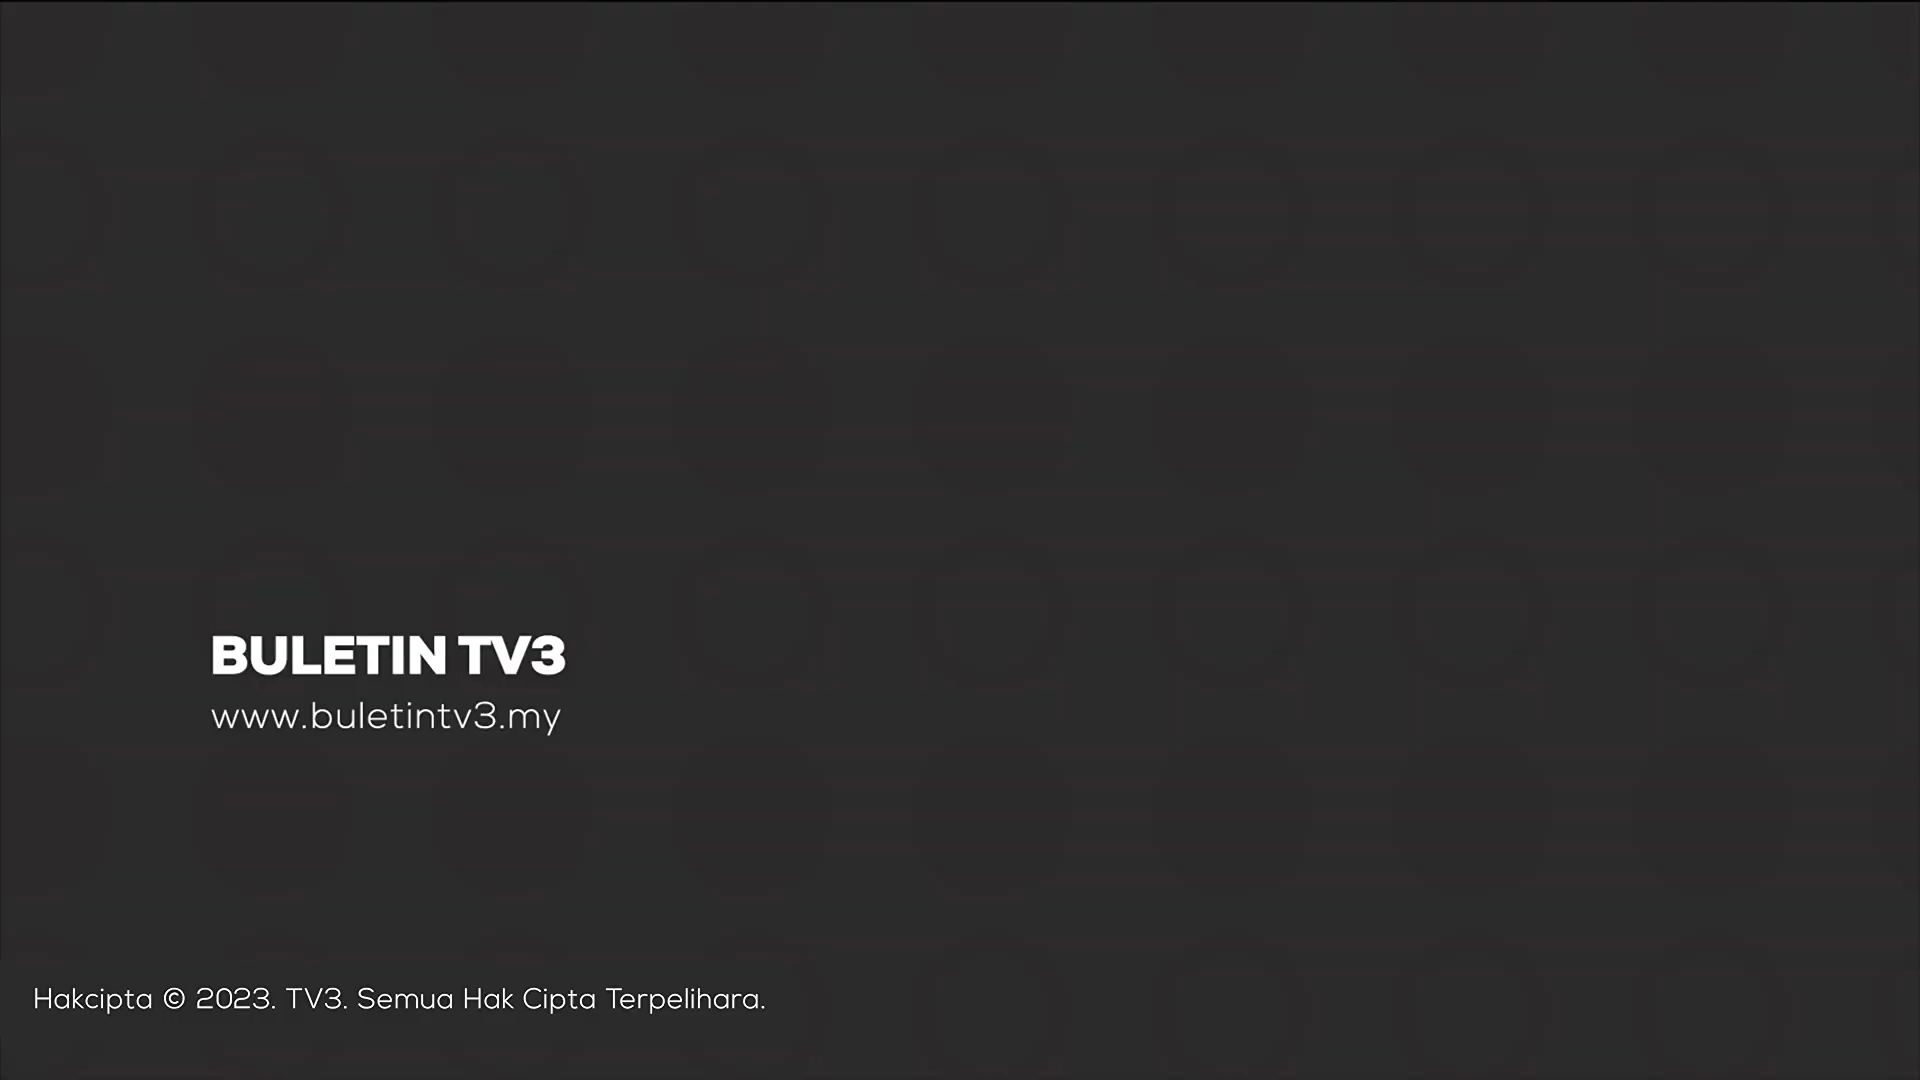 BULETIN TV3
www.buletintv3.my
Hakcipta © 2023. TV3. Semua Hak Cipta Terpelihara.